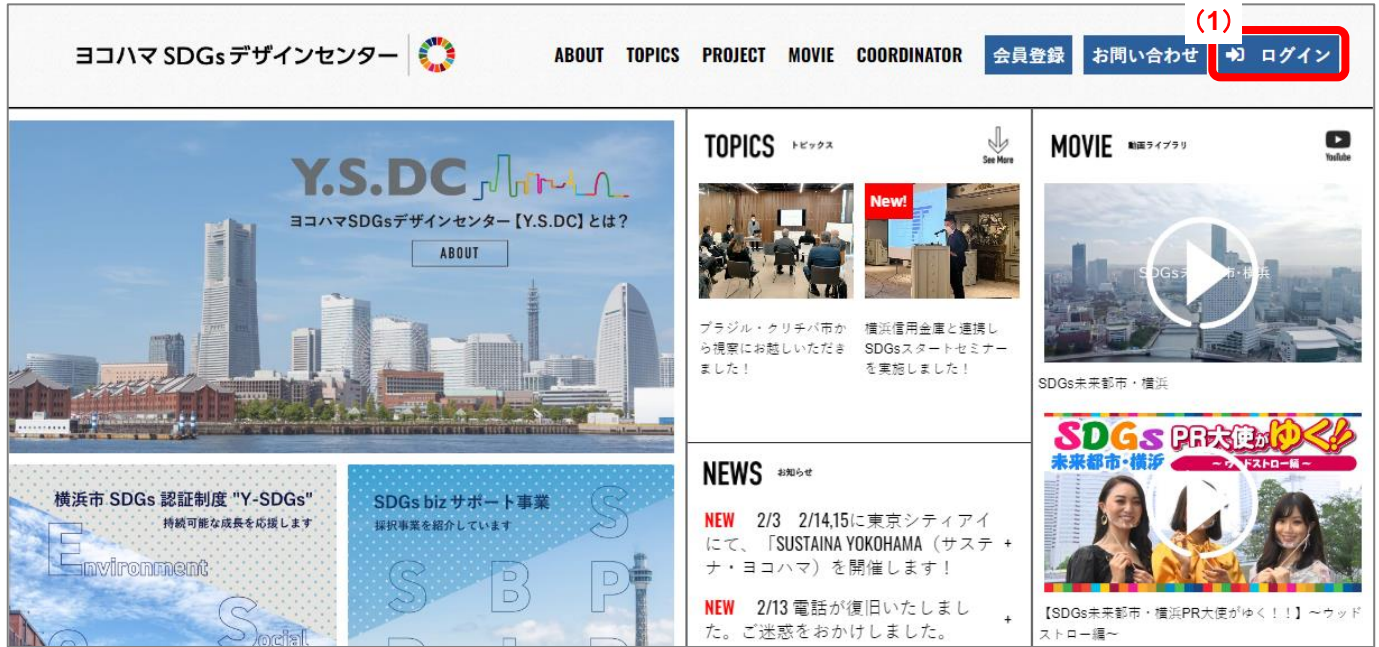 (1)
ヨコハマ SDGs デザインセンター
ABOUT TOPICS PROJECT MOVIE COORDINATOR 会員登録 お問い合わせ ログイン
Y.S.DC
ヨコハマSDGsデザインセンター【Y.S.DC】とは？
ABOUT
横浜市 SDGs 認証制度 "Y-SDGs"
持続可能な成長を応援します
Environment
Social
SDGs biz サポート事業
採択事業を紹介しています
S
S B P
TOPICS トピックス
See More
New!
ブラジル・クリチバ市か
ら視察にお越しいただき
ました！
横浜信用金庫と連携し
SDGsスタートセミナー
を実施しました！
NEWS お知らせ
NEW 2/3 2/14,15に東京シティアイ
にて、「SUSTAINA YOKOHAMA（サステ +
ナ・ヨコハマ）を開催します！
NEW 2/13 電話が復旧いたしまし
た。ご迷惑をおかけしました。 +
MOVIE 動画ライブラリ
YouTube
SDGs未来都市・横浜
SDGs PR大使がゆく!!
未来都市・横浜 ～ウッドストロー編～
【SDGs未来都市・横浜PR大使がゆく！！】～ウッド
ストロー編～